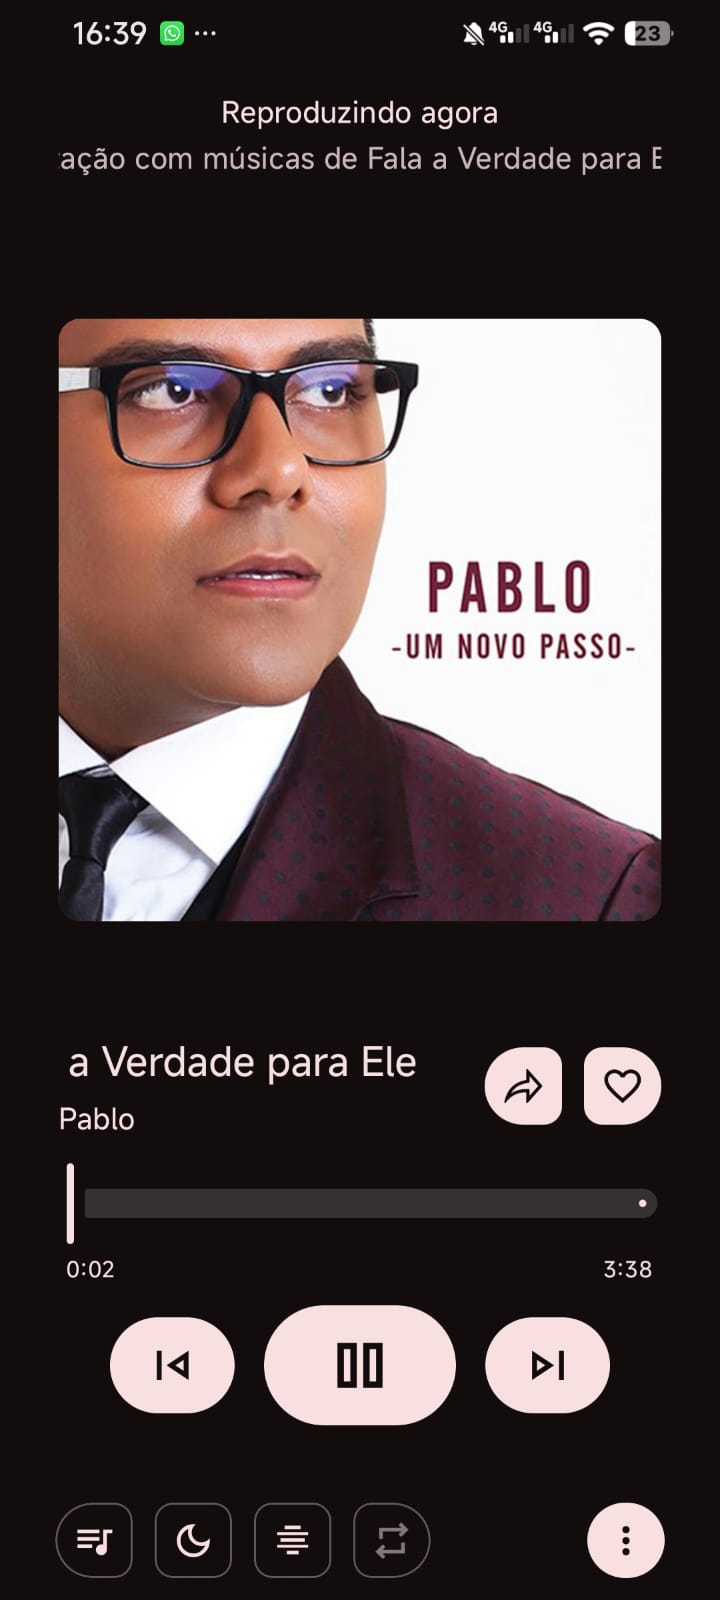 16:39
4G 4G 23
Reproduzindo agora
ação com músicas de Fala a Verdade para E
PABLO
-UM NOVO PASSO-
a Verdade para Ele
Pablo
0:02
3:38